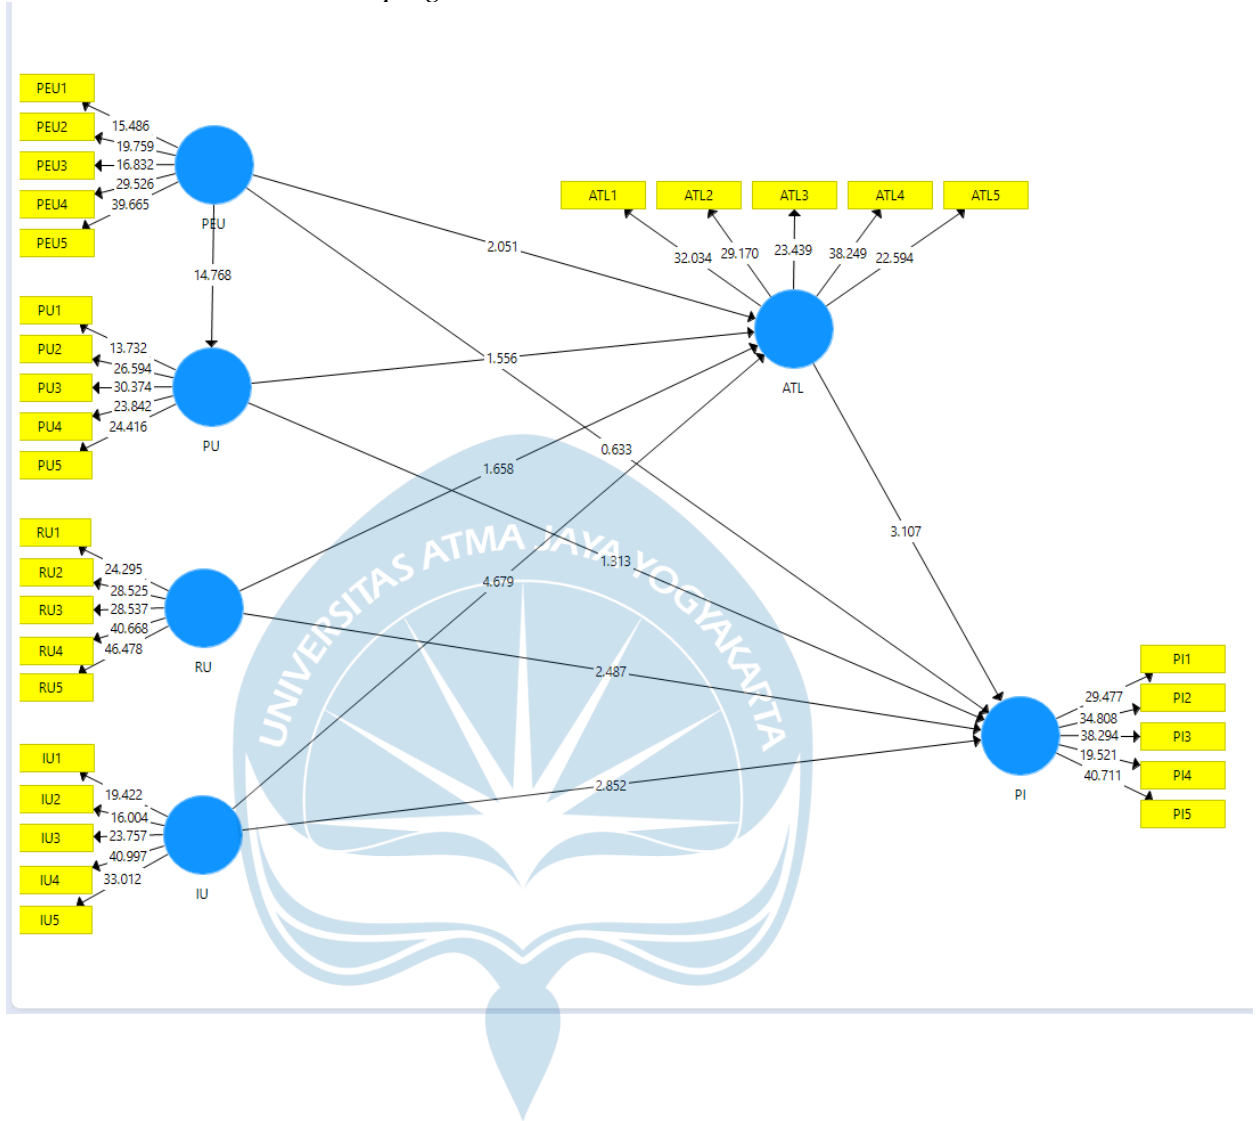 PEU1
PEU2
PEU3
PEU4
PEU5
15.486
19.759
16.832
29.526
39.665
PEU
14.768
PU1
PU2
PU3
PU4
PU5
13.732
26.594
30.374
23.842
24.416
PU
RU1
RU2
RU3
RU4
RU5
24.295
28.525
28.537
40.668
46.478
RU
IU1
IU2
IU3
IU4
IU5
19.422
16.004
23.757
40.997
33.012
IU
2.051
1.556
0.633
1.658
1.313
4.679
2.487
2.852
ATL1 ATL2 ATL3 ATL4 ATL5
32.034 29.170 23.439 38.249 22.594
ATL
3.107
PI1
PI2
PI3
PI4
PI5
29.477
34.808
38.294
19.521
40.711
PI
UNIVERSITAS ATMA JAYA YOGYAKARTA